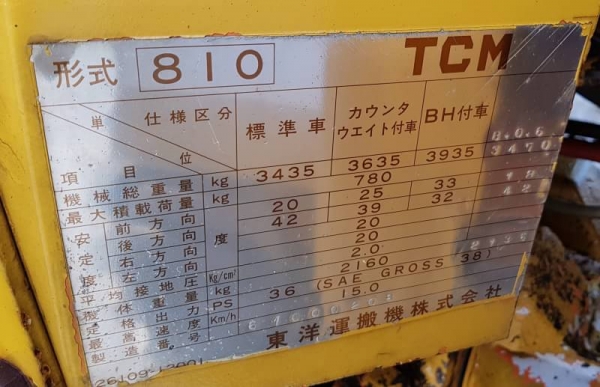 形式 810 TCM
単位 仕様区分 標準車 カウンタウエイト付車 BH付車
項目
機械総重量 kg 3435 3635 3935 3470
最大積載荷量 kg 780
安定度 前方向 度 20 25 33
後方向 42 39 32
右方向 20
左方向 20
平均接地圧 Kg/cm² 2.0
機体重量 2160
定格出力 PS 36 (SAE GROSS 38)
最高速度 Km/h 15.0
製造番号
東洋運搬機株式会社